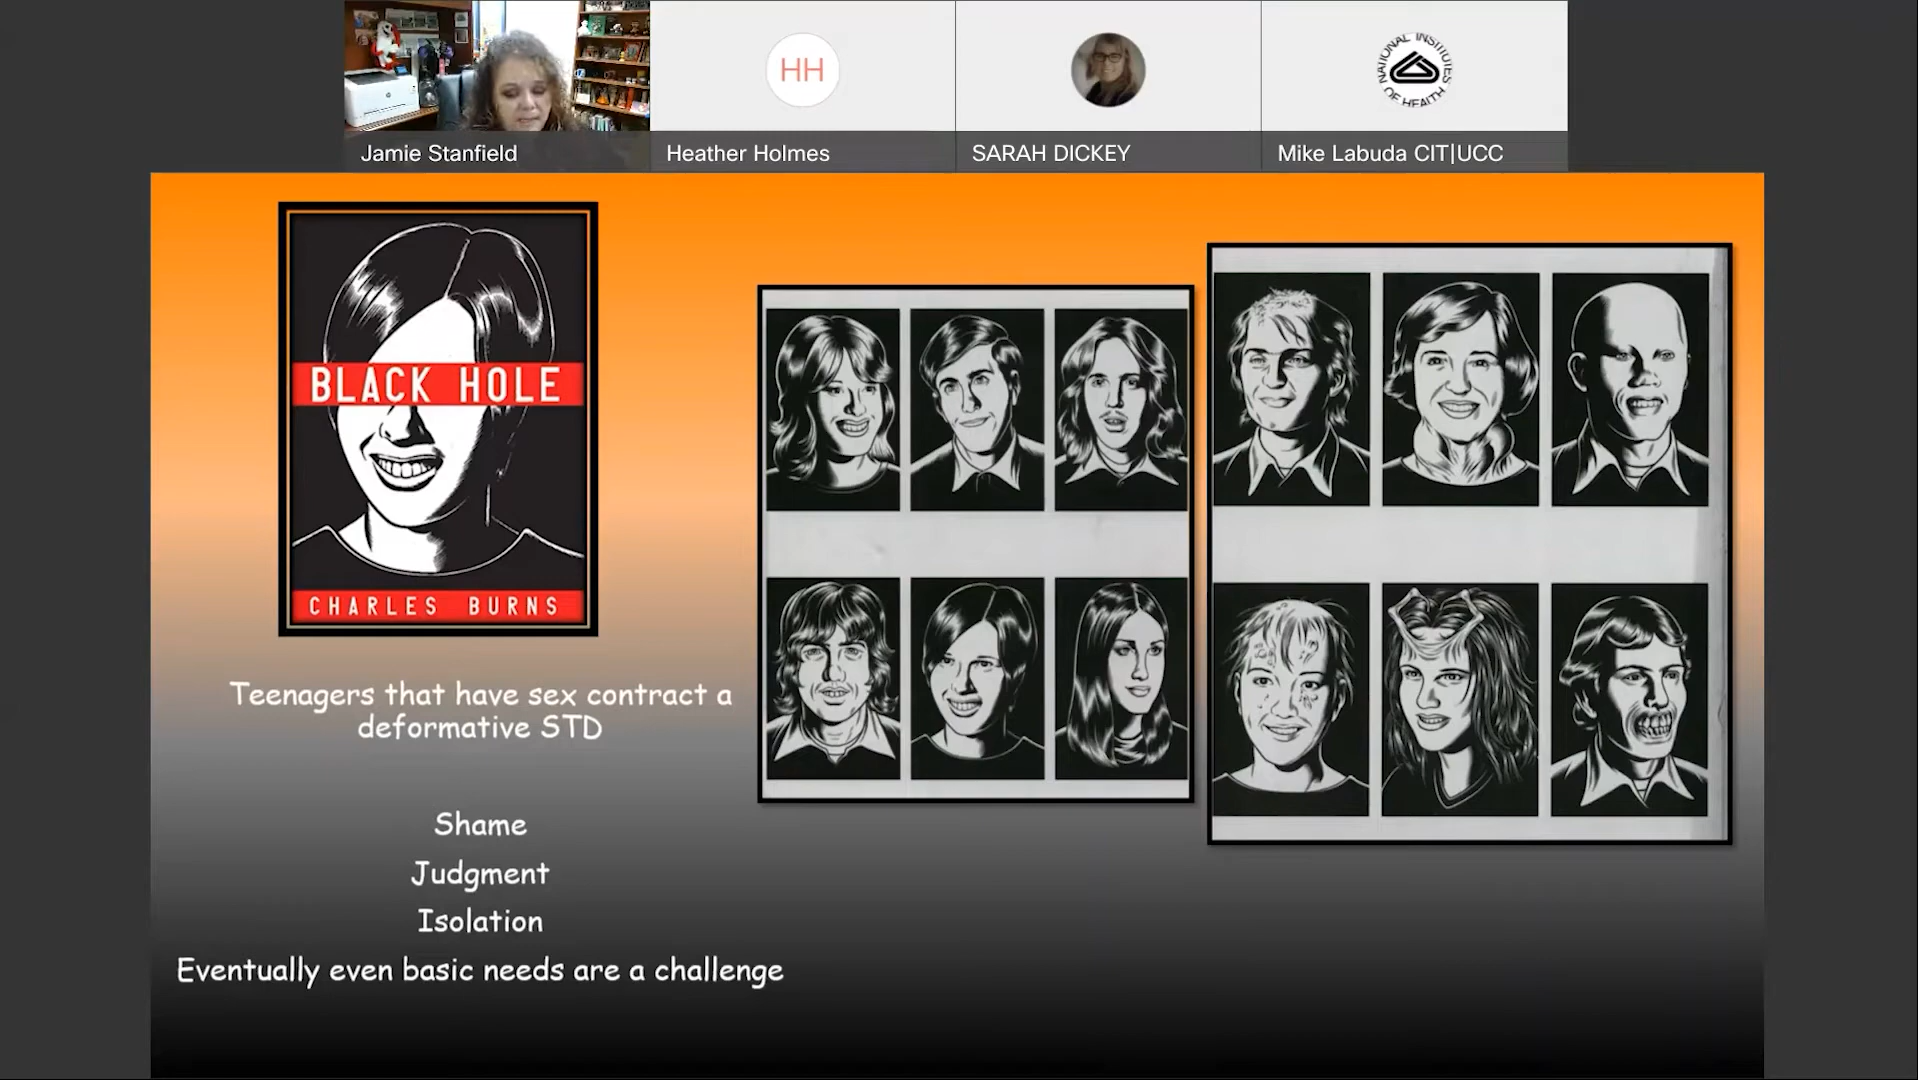 Jamie Stanfield
HH
Heather Holmes
SARAH DICKEY
NATIONAL INSTITUTES OF HEALTH
Mike Labuda CIT|UCC
BLACK HOLE
CHARLES BURNS
Teenagers that have sex contract a
deformative STD
Shame
Judgment
Isolation
Eventually even basic needs are a challenge